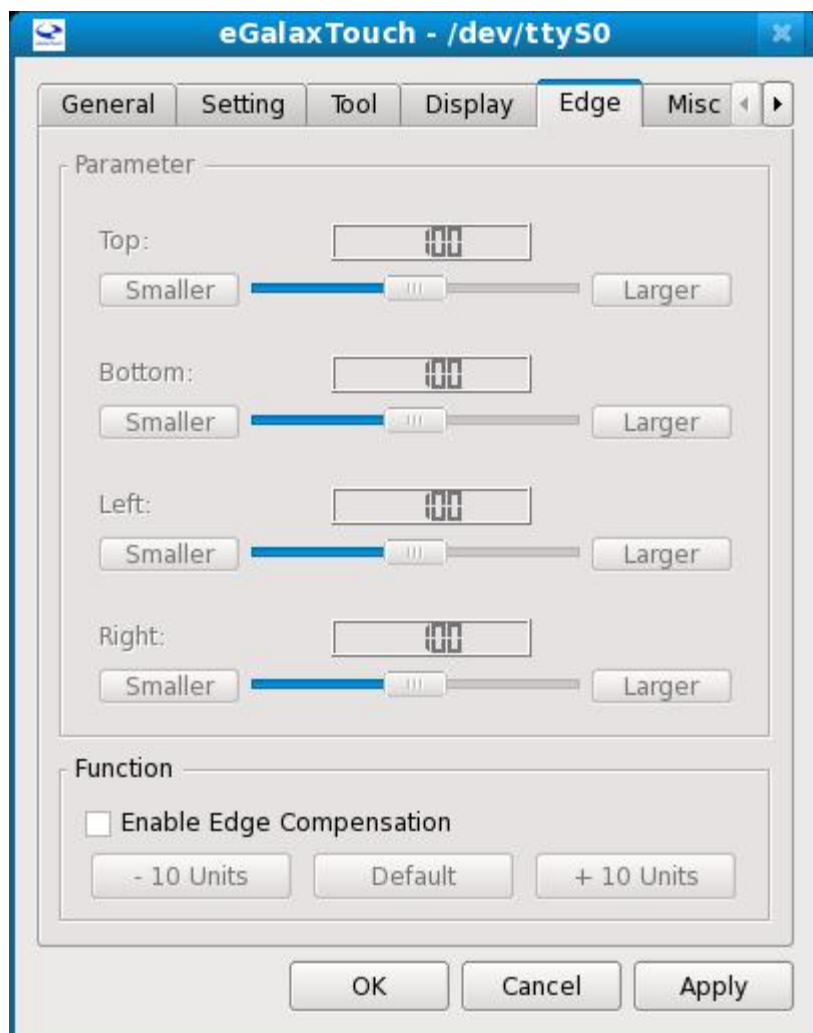 eGalaxTouch - /dev/ttyS0
General Setting Tool Display Edge Misc
Parameter
Top: 100
Smaller Larger
Bottom: 100
Smaller Larger
Left: 100
Smaller Larger
Right: 100
Smaller Larger
Function
Enable Edge Compensation
- 10 Units Default + 10 Units
OK Cancel Apply